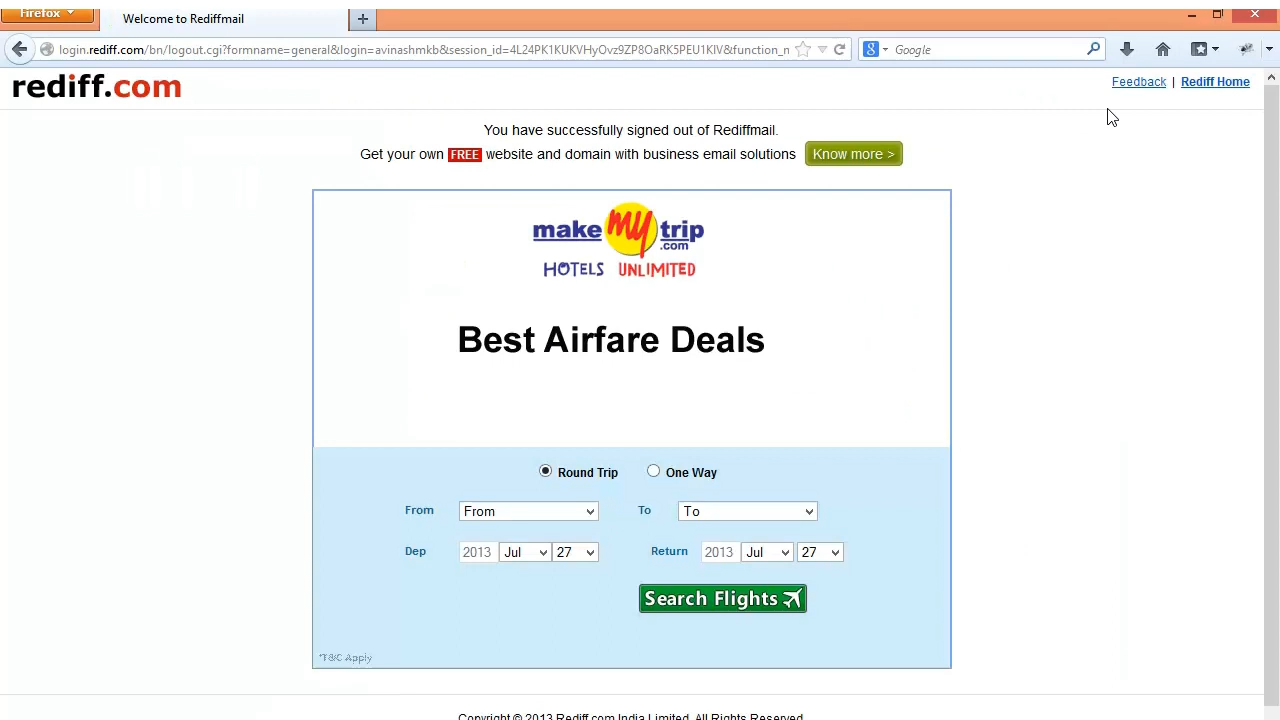 Firefox
Welcome to Rediffmail
login.rediff.com/bn/logout.cgi?formname=general&login=avinashmkb&session_id=4L24PK1KUKVHyOvz9ZP8OaRK5PEU1KIV&function_n
Google
rediff.com
Feedback | Rediff Home
You have successfully signed out of Rediffmail.
Get your own FREE website and domain with business email solutions Know more >
make my trip
.com
HOTELS UNLIMITED
Best Airfare Deals
Round Trip One Way
From From To To
Dep 2013 Jul 27 Return 2013 Jul 27
Search Flights
*T&C Apply
Copyright © 2013 Rediff.com India Limited. All Rights Reserved.